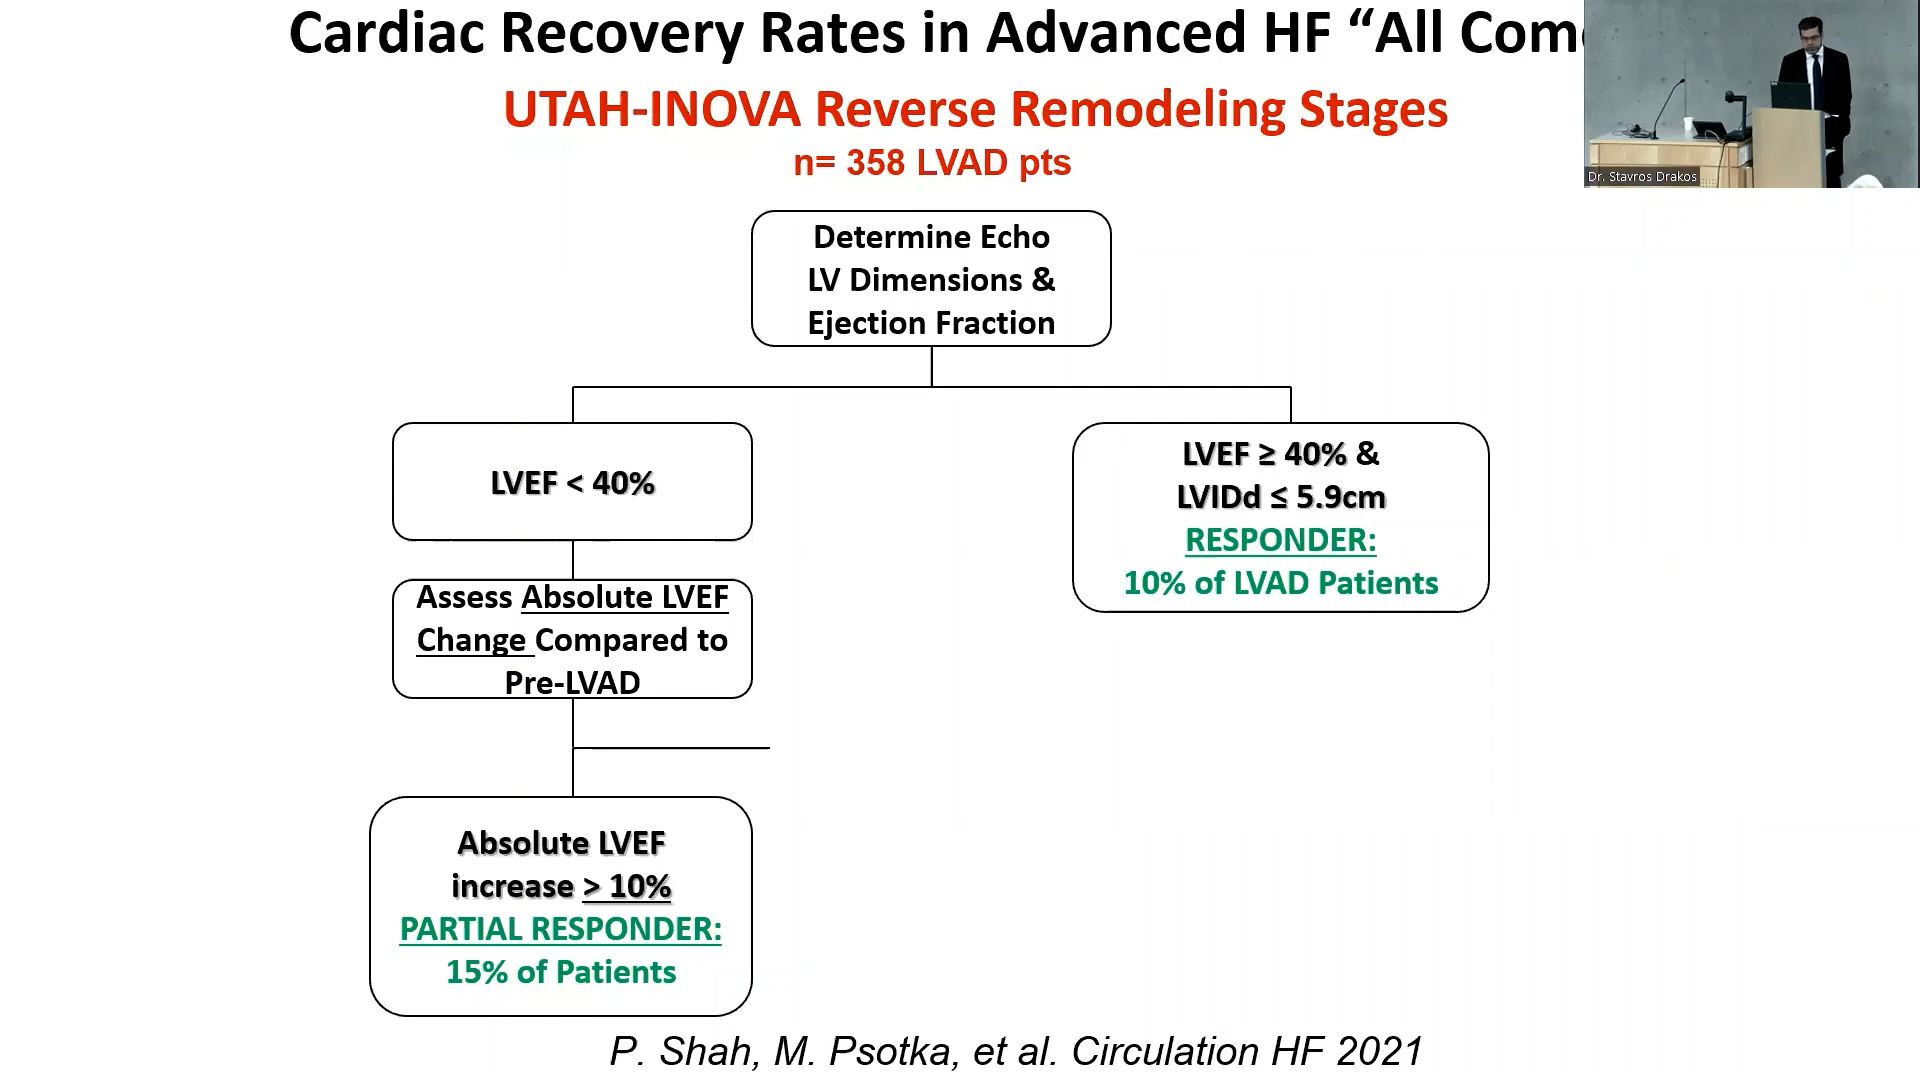 Cardiac Recovery Rates in Advanced HF “All Com
UTAH-INOVA Reverse Remodeling Stages
n= 358 LVAD pts
Dr. Stavros Drakos
Determine Echo
LV Dimensions &
Ejection Fraction
LVEF < 40%
LVEF ≥ 40% &
LVIDd ≤ 5.9cm
RESPONDER:
10% of LVAD Patients
Assess Absolute LVEF
Change Compared to
Pre-LVAD
Absolute LVEF
increase > 10%
PARTIAL RESPONDER:
15% of Patients
P. Shah, M. Psotka, et al. Circulation HF 2021